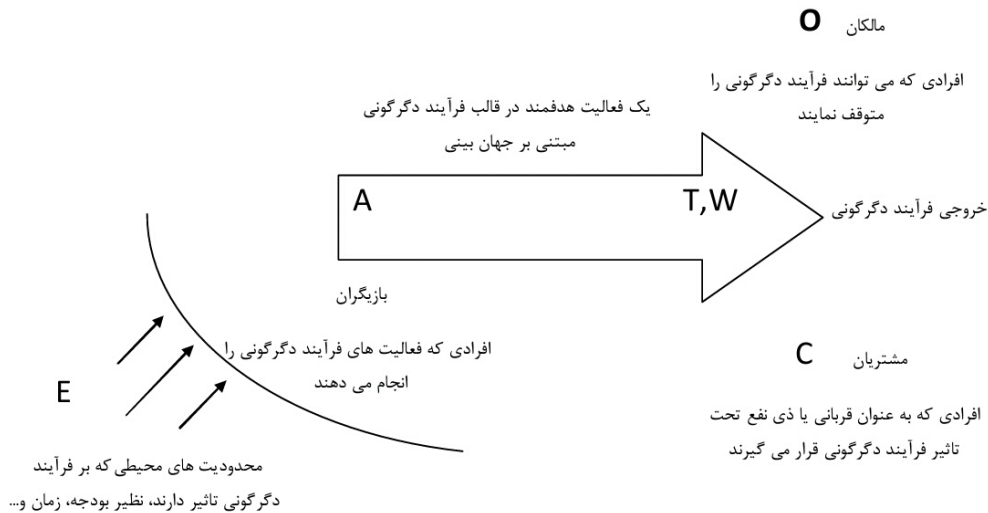 O مالکان
افرادی که می توانند فرآیند دگرگونی را
متوقف نمایند
یک فعالیت هدفمند در قالب فرآیند دگرگونی
مبتنی بر جهان بینی
A
T,W
خروجی فرآیند دگرگونی
بازیگران
افرادی که فعالیت های فرآیند دگرگونی را
انجام می دهند
C مشتریان
افرادی که به عنوان قربانی یا ذی نفع تحت
تاثیر فرآیند دگرگونی قرار می گیرند
E
محدودیت های محیطی که بر فرآیند
دگرگونی تاثیر دارند، نظیر بودجه، زمان و...